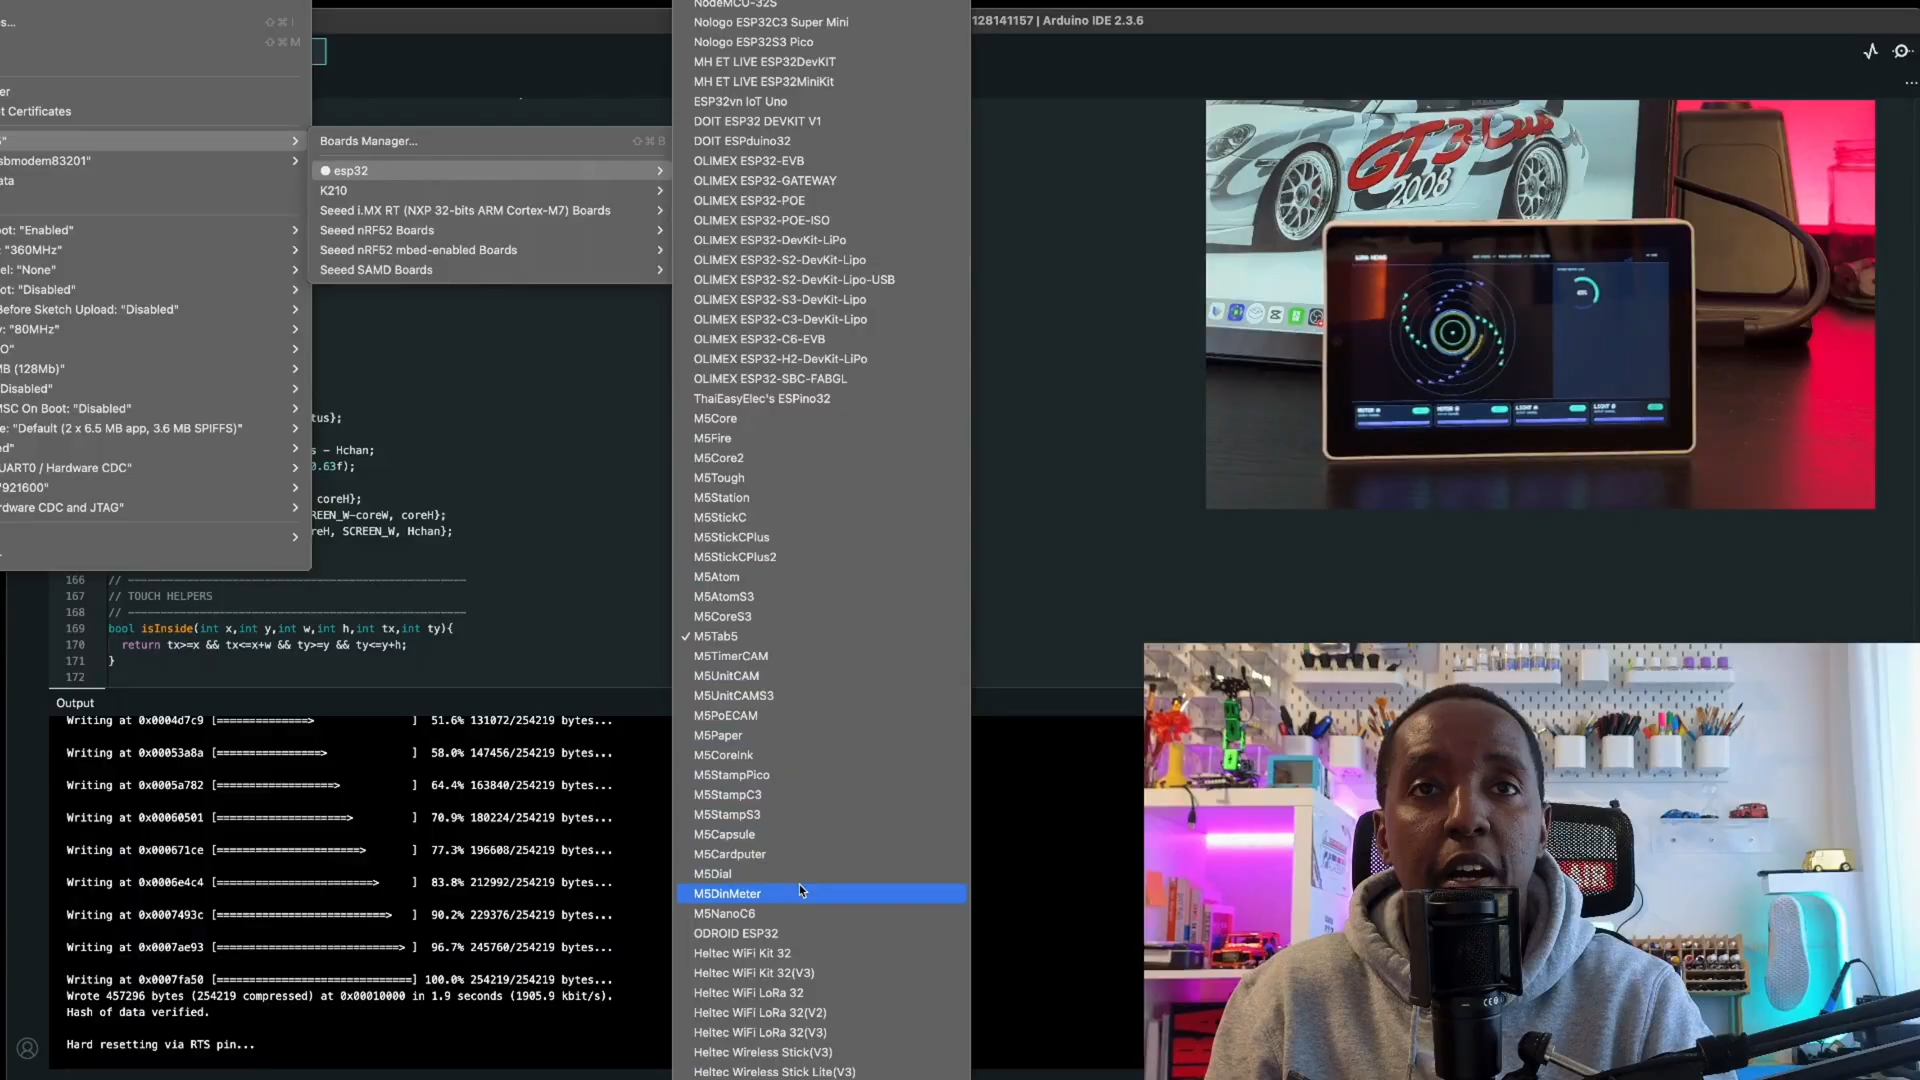 128141157 | Arduino IDE 2.3.6
s...
⇧⌘ I
⇧⌘ M
er
t Certificates
5"
sbmodem83201"
ata
oot: "Enabled"
: "360MHz"
el: "None"
ot: "Disabled"
Before Sketch Upload: "Disabled"
y: "80MHz"
IO"
MB (128Mb)"
Disabled"
MSC On Boot: "Disabled"
e: "Default (2 x 6.5 MB app, 3.6 MB SPIFFS)"
ed"
UART0 / Hardware CDC"
"921600"
rdware CDC and JTAG"
Boards Manager...
⇧⌘ B
esp32
K210
Seeed i.MX RT (NXP 32-bits ARM Cortex-M7) Boards
Seeed nRF52 Boards
Seeed nRF52 mbed-enabled Boards
Seeed SAMD Boards
NodeMCU-32S
Nologo ESP32C3 Super Mini
Nologo ESP32S3 Pico
MH ET LIVE ESP32DevKIT
MH ET LIVE ESP32MiniKit
ESP32vn IoT Uno
DOIT ESP32 DEVKIT V1
DOIT ESPduino32
OLIMEX ESP32-EVB
OLIMEX ESP32-GATEWAY
OLIMEX ESP32-POE
OLIMEX ESP32-POE-ISO
OLIMEX ESP32-DevKit-LiPo
OLIMEX ESP32-S2-DevKit-Lipo
OLIMEX ESP32-S2-DevKit-Lipo-USB
OLIMEX ESP32-S3-DevKit-Lipo
OLIMEX ESP32-C3-DevKit-Lipo
OLIMEX ESP32-C6-EVB
OLIMEX ESP32-H2-DevKit-LiPo
OLIMEX ESP32-SBC-FABGL
ThaiEasyElec's ESPino32
M5Core
M5Fire
M5Core2
M5Tough
M5Station
M5StickC
M5StickCPlus
M5StickCPlus2
M5Atom
M5AtomS3
M5CoreS3
✓ M5Tab5
M5TimerCAM
M5UnitCAM
M5UnitCAMS3
M5PoECAM
M5Paper
M5CoreInk
M5StampPico
M5StampC3
M5StampS3
M5Capsule
M5Cardputer
M5Dial
M5DinMeter
M5NanoC6
ODROID ESP32
Heltec WiFi Kit 32
Heltec WiFi Kit 32(V3)
Heltec WiFi LoRa 32
Heltec WiFi LoRa 32(V2)
Heltec WiFi LoRa 32(V3)
Heltec Wireless Stick(V3)
Heltec Wireless Stick Lite(V3)
tus};
s - Hchan;
0.63f);
coreH};
REEN_W-coreW, coreH};
reH, SCREEN_W, Hchan};
166 // ----------------------------------------------------
167 // TOUCH HELPERS
168 // ----------------------------------------------------
169 bool isInside(int x,int y,int w,int h,int tx,int ty){
170 return tx>=x && tx<=x+w && ty>=y && ty<=y+h;
171 }
172
Output
Writing at 0x0004d7c9 [==============> ] 51.6% 131072/254219 bytes...
Writing at 0x00053a8a [================> ] 58.0% 147456/254219 bytes...
Writing at 0x0005a782 [==================> ] 64.4% 163840/254219 bytes...
Writing at 0x00060501 [====================> ] 70.9% 180224/254219 bytes...
Writing at 0x000671ce [======================> ] 77.3% 196608/254219 bytes...
Writing at 0x0006e4c4 [========================> ] 83.8% 212992/254219 bytes...
Writing at 0x0007493c [==========================> ] 90.2% 229376/254219 bytes...
Writing at 0x0007ae93 [============================> ] 96.7% 245760/254219 bytes...
Writing at 0x0007fa50 [==============================] 100.0% 254219/254219 bytes...
Wrote 457296 bytes (254219 compressed) at 0x00010000 in 1.9 seconds (1905.9 kbit/s).
Hash of data verified.
Hard resetting via RTS pin...
GT3 Cup
2008
MOTOR A
MOTOR B
LIGHT A
LIGHT B